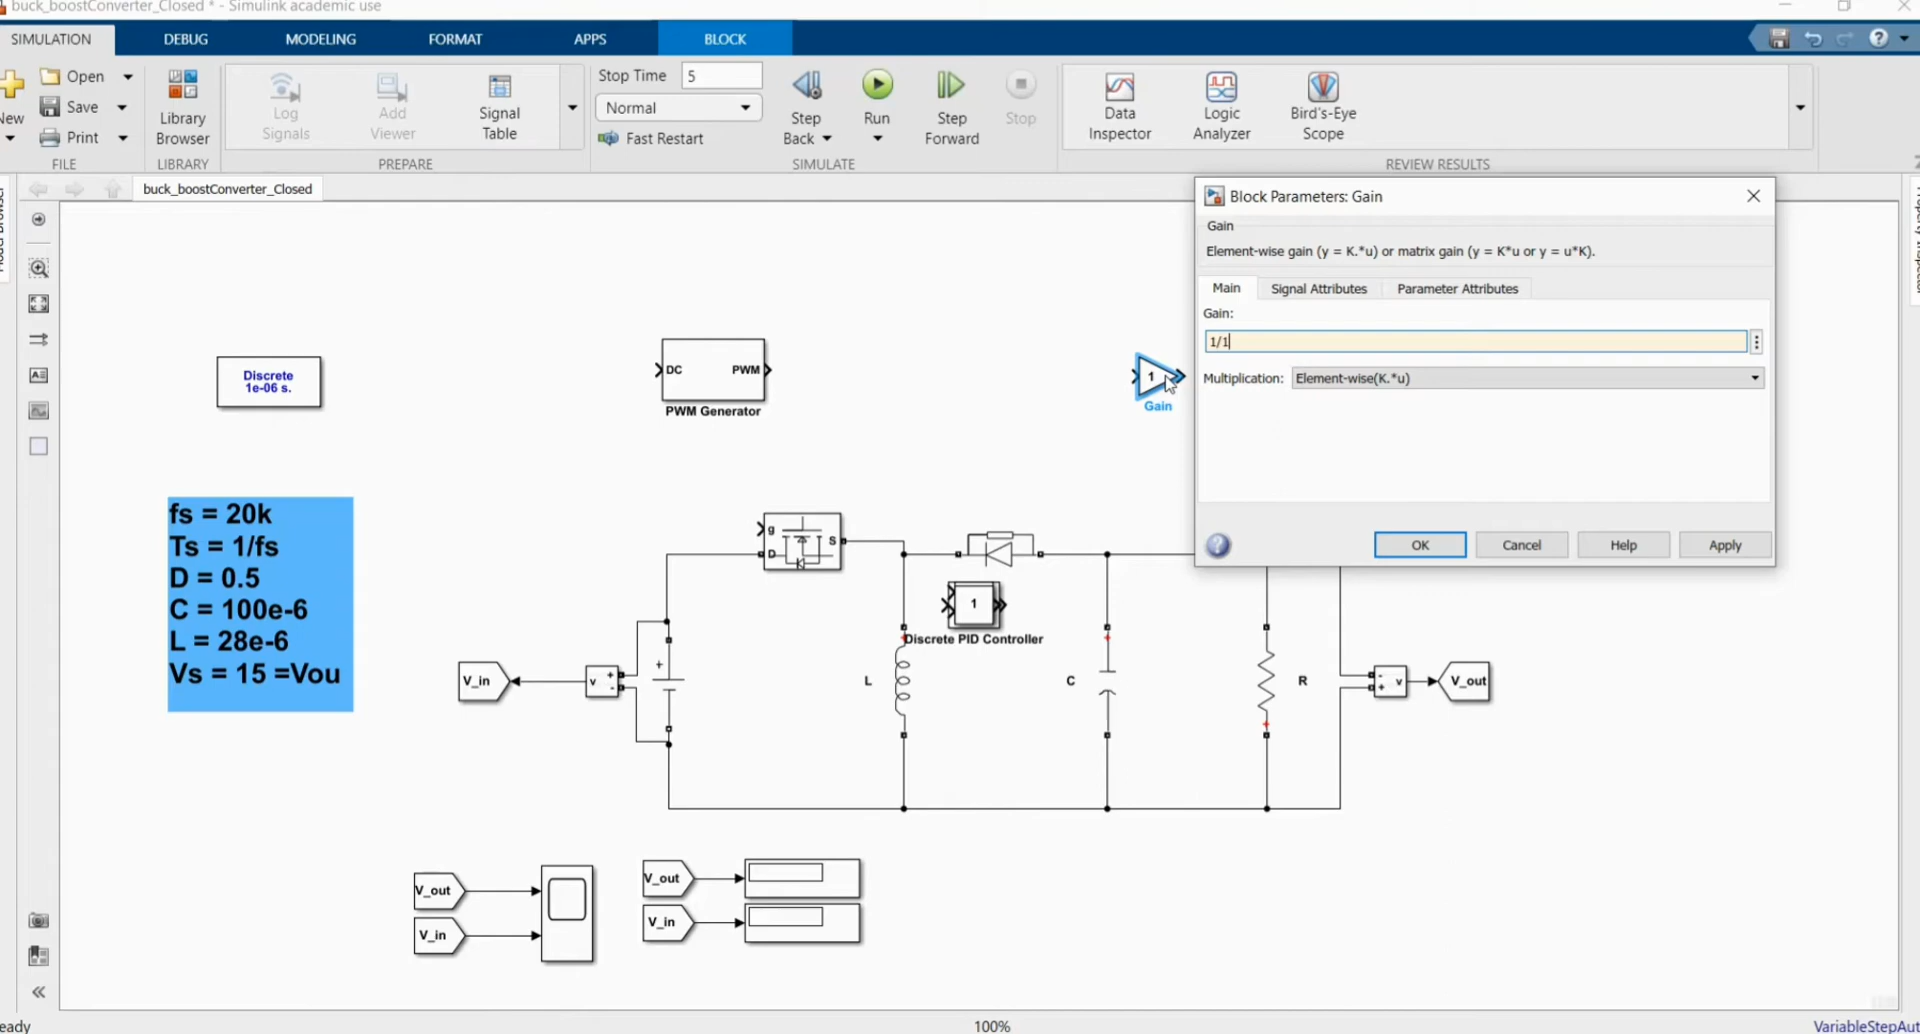 buck_boostConverter_Closed * - Simulink academic use
SIMULATION
DEBUG
MODELING
FORMAT
APPS
BLOCK
New
Open
Save
Print
FILE
Library
Browser
LIBRARY
Log
Signals
Add
Viewer
Signal
Table
PREPARE
Stop Time 5
Normal
Fast Restart
Step
Back
Run
Step
Forward
Stop
SIMULATE
Data
Inspector
Logic
Analyzer
Bird's-Eye
Scope
REVIEW RESULTS
buck_boostConverter_Closed
Block Parameters: Gain
Gain
Element-wise gain (y = K.*u) or matrix gain (y = K*u or y = u*K).
Main
Signal Attributes
Parameter Attributes
Gain:
1/1
Multiplication: Element-wise(K.*u)
OK
Cancel
Help
Apply
Discrete
1e-06 s.
DC PWM
PWM Generator
1
Gain
fs = 20k
Ts = 1/fs
D = 0.5
C = 100e-6
L = 28e-6
Vs = 15 =Vou
g
D
S
1
Discrete PID Controller
V_in
v
+
-
+
L
C
R
-
+
v
V_out
V_out
V_in
V_out
V_in
eady
100%
VariableStepAut